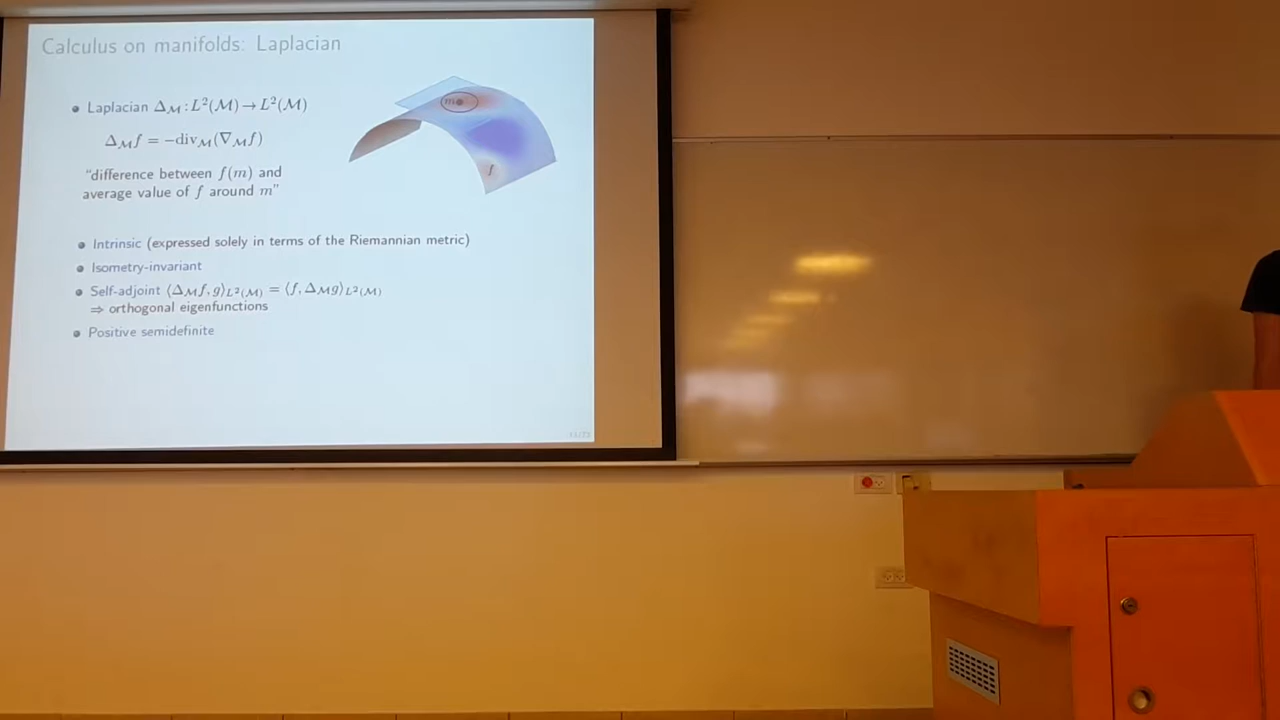 Calculus on manifolds: Laplacian
• Laplacian Δ_M : L²(M) → L²(M)
Δ_M f = −div_M(∇_M f)
“difference between f(m) and
average value of f around m”
m
f
• Intrinsic (expressed solely in terms of the Riemannian metric)
• Isometry-invariant
• Self-adjoint ⟨Δ_M f, g⟩_L²(M) = ⟨f, Δ_M g⟩_L²(M)
⇒ orthogonal eigenfunctions
• Positive semidefinite